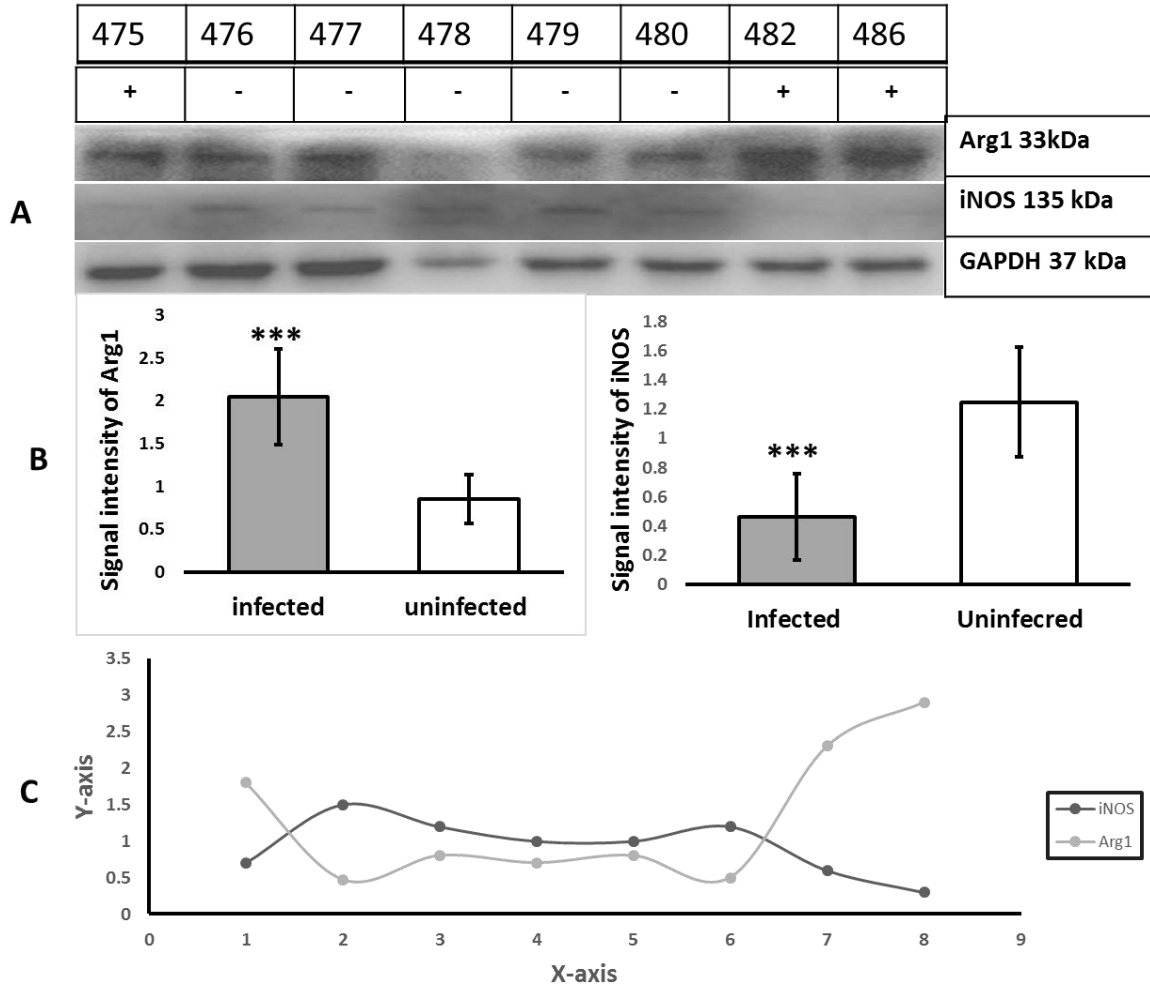 475 476 477 478 479 480 482 486
+ - - - - - + +
Arg1 33kDa
iNOS 135 kDa
GAPDH 37 kDa
A
B
Signal intensity of Arg1
3
2.5
2
1.5
1
0.5
0
***
infected uninfected
Signal intensity of iNOS
1.8
1.6
1.4
1.2
1
0.8
0.6
0.4
0.2
0
***
Infected Uninfecred
C
Y-axis
3.5
3
2.5
2
1.5
1
0.5
0
0 1 2 3 4 5 6 7 8 9
X-axis
iNOS
Arg1